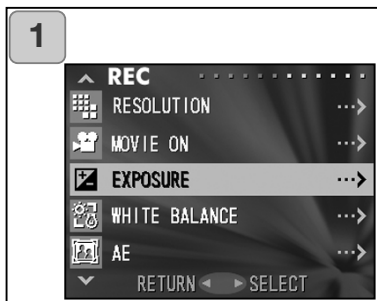 1
REC
RESOLUTION
MOVIE ON
EXPOSURE
WHITE BALANCE
AE
RETURN SELECT